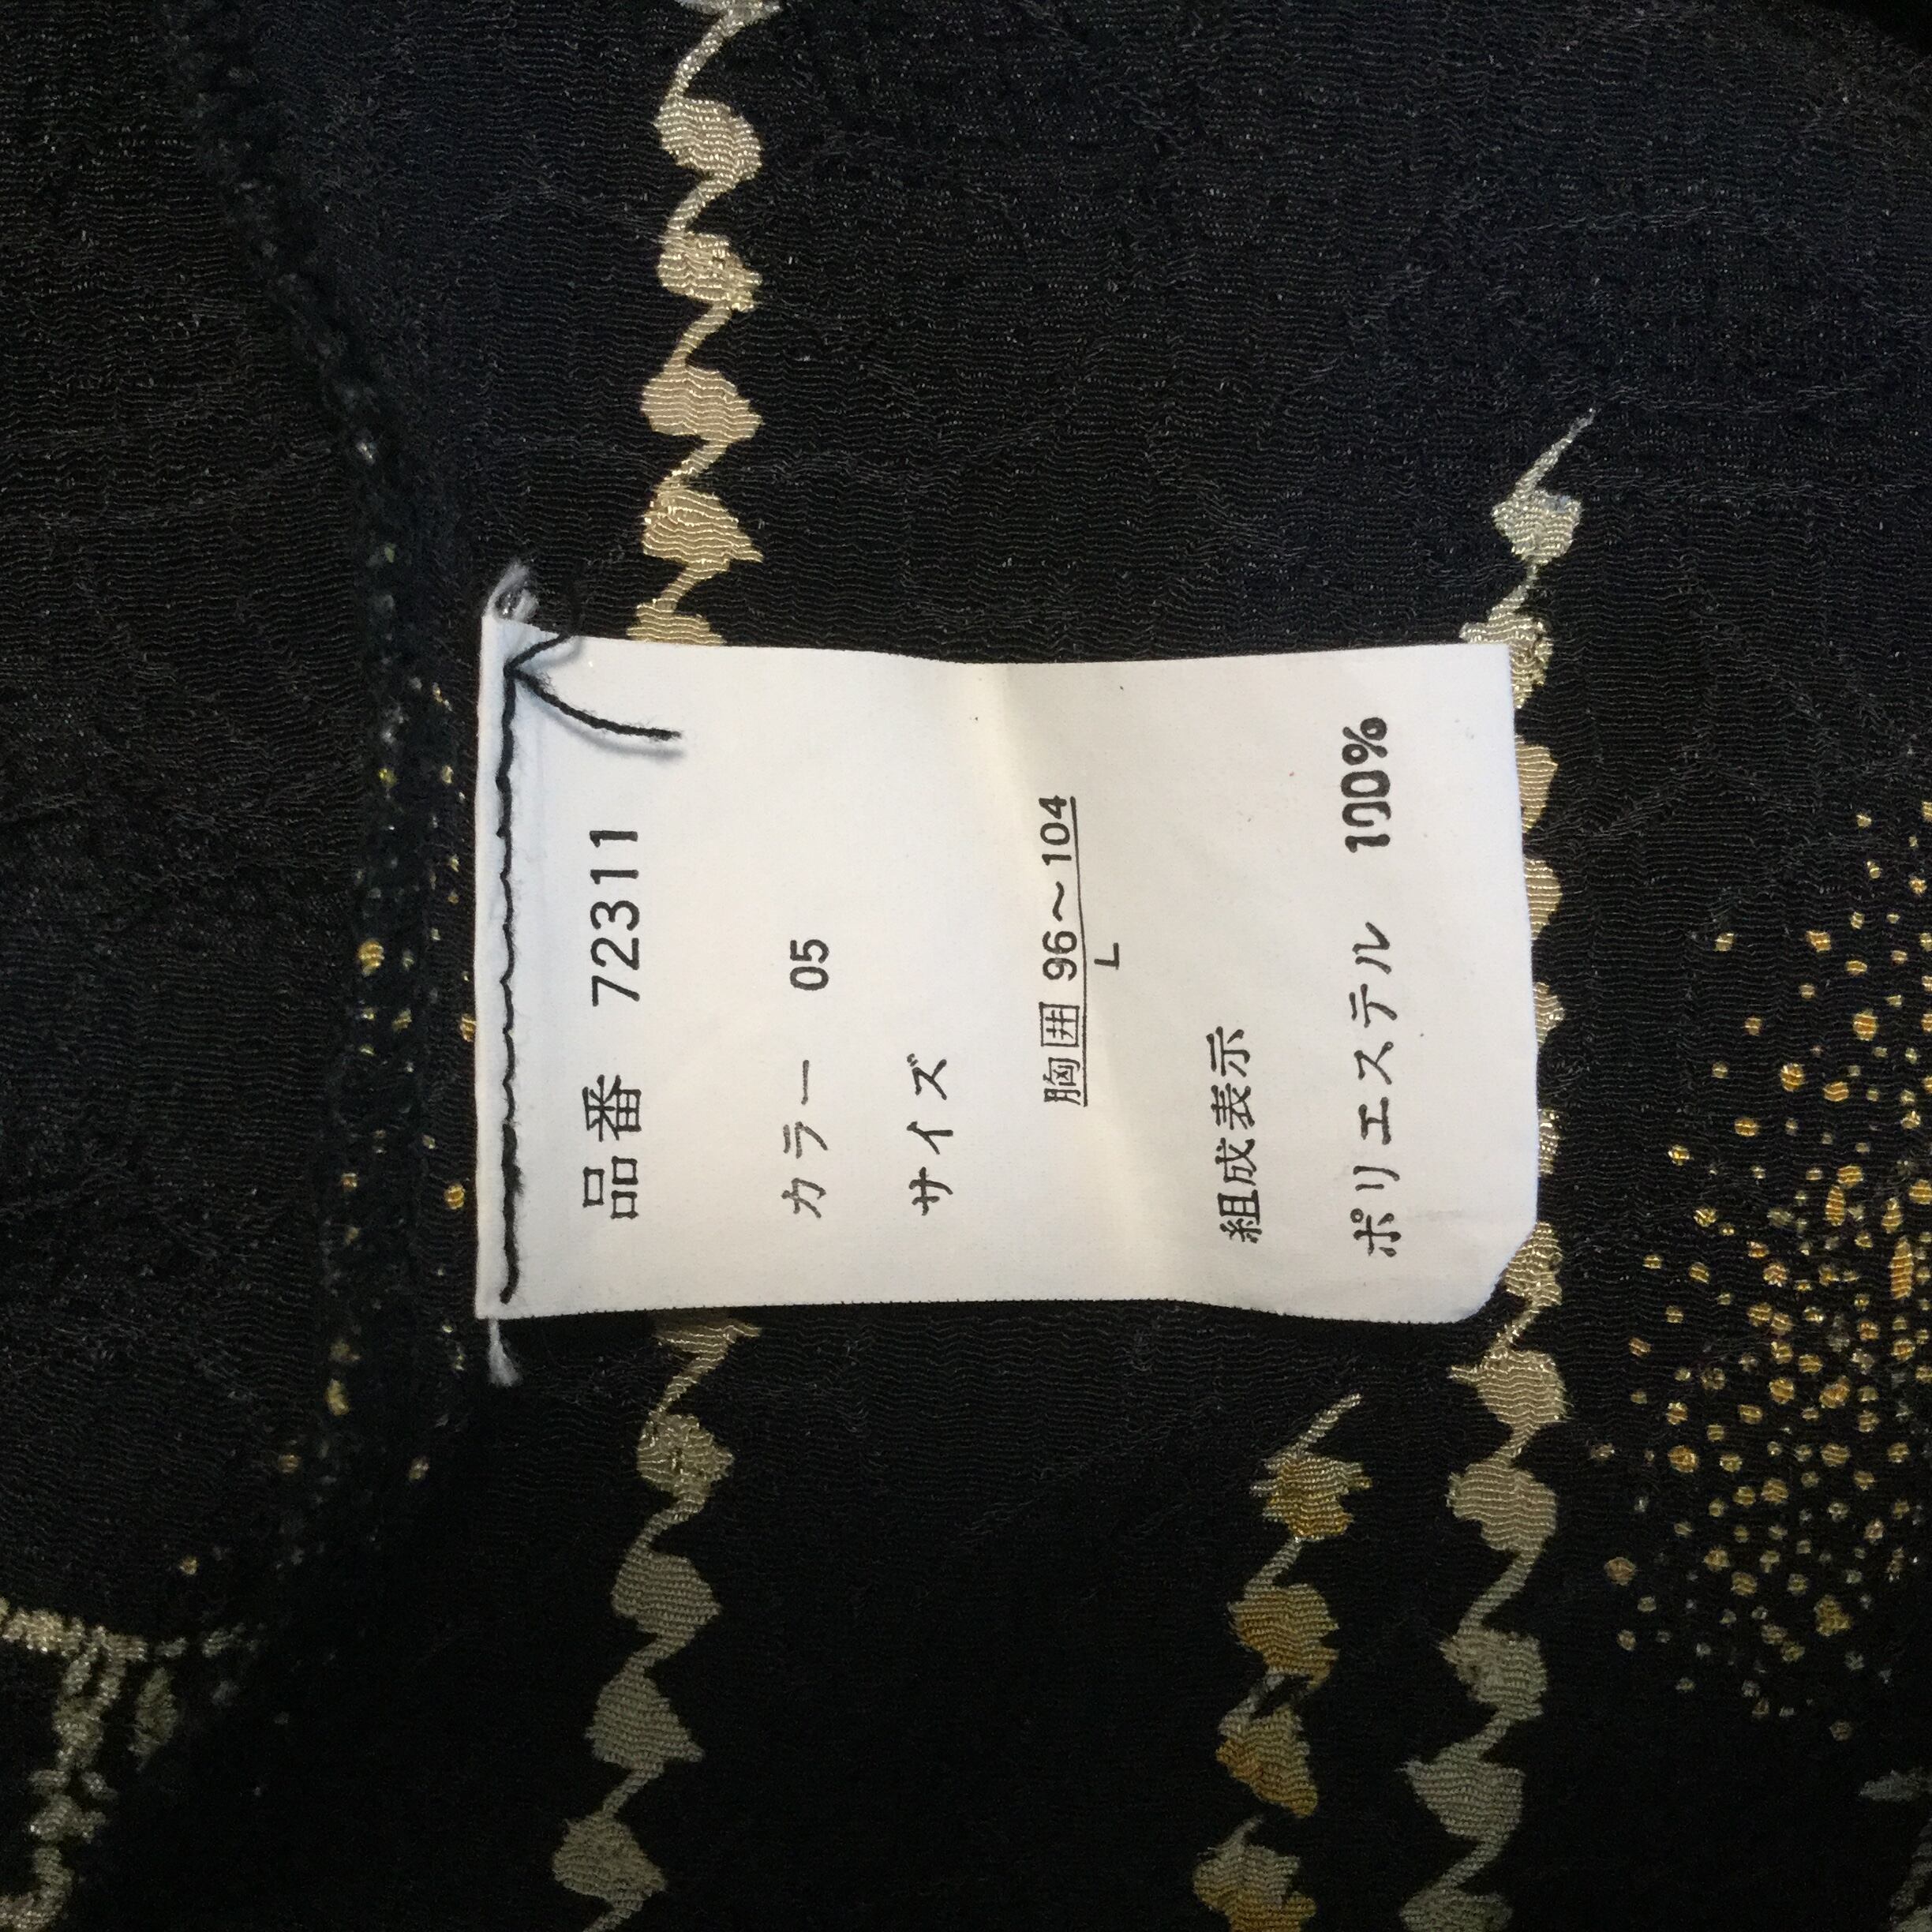 品番 72311
カラー 05
サイズ
胸囲 96～104
L
組成表示
ポリエステル 100%